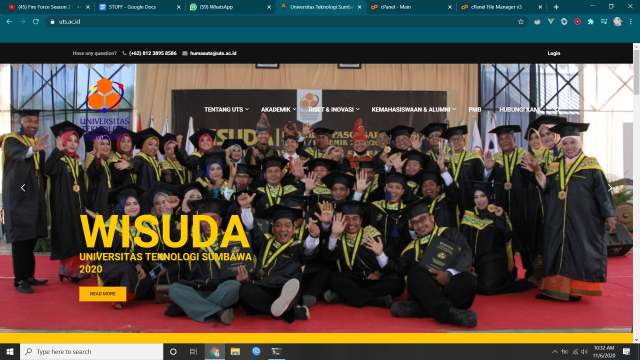 (45) Fire Force Season 2
STUFF - Google Docs
(59) WhatsApp
Universitas Teknologi Sumba
cPanel - Main
cPanel File Manager v3
uts.ac.id
Have any question?
(+62) 812 3895 8586
humasuts@uts.ac.id
Login
UNIVERSITAS
TEKNOLOGI
SUMBAWA
TENTANG UTS
AKADEMIK
RISET & INOVASI
KEMAHASISWAAN & ALUMNI
PMB
HUBUNGI KAMI
WISUDA
UNIVERSITAS TEKNOLOGI SUMBAWA
2020
READ MORE
Type here to search
10:32 AM
11/6/2020